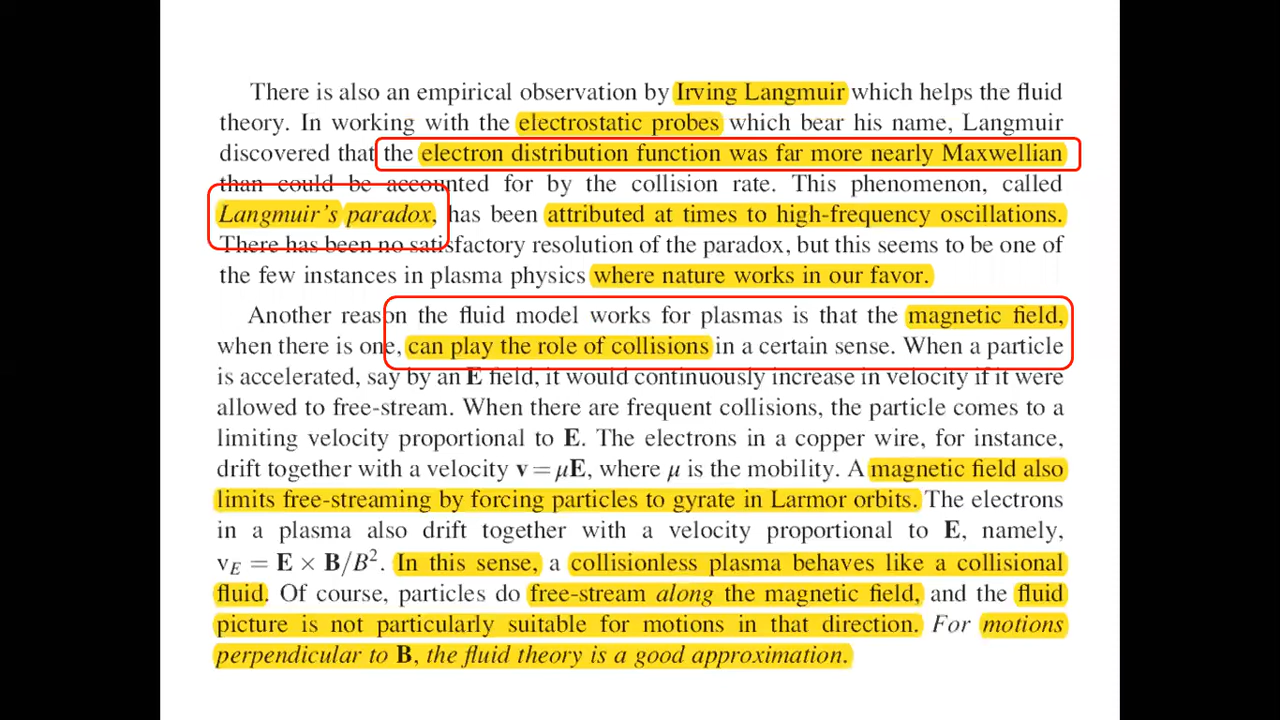 There is also an empirical observation by Irving Langmuir which helps the fluid
theory. In working with the electrostatic probes which bear his name, Langmuir
discovered that the electron distribution function was far more nearly Maxwellian
than could be accounted for by the collision rate. This phenomenon, called
Langmuir's paradox, has been attributed at times to high-frequency oscillations.
There has been no satisfactory resolution of the paradox, but this seems to be one of
the few instances in plasma physics where nature works in our favor.
Another reason the fluid model works for plasmas is that the magnetic field,
when there is one, can play the role of collisions in a certain sense. When a particle
is accelerated, say by an E field, it would continuously increase in velocity if it were
allowed to free-stream. When there are frequent collisions, the particle comes to a
limiting velocity proportional to E. The electrons in a copper wire, for instance,
drift together with a velocity v = μE, where μ is the mobility. A magnetic field also
limits free-streaming by forcing particles to gyrate in Larmor orbits. The electrons
in a plasma also drift together with a velocity proportional to E, namely,
v_E = E × B/B². In this sense, a collisionless plasma behaves like a collisional
fluid. Of course, particles do free-stream along the magnetic field, and the fluid
picture is not particularly suitable for motions in that direction. For motions
perpendicular to B, the fluid theory is a good approximation.